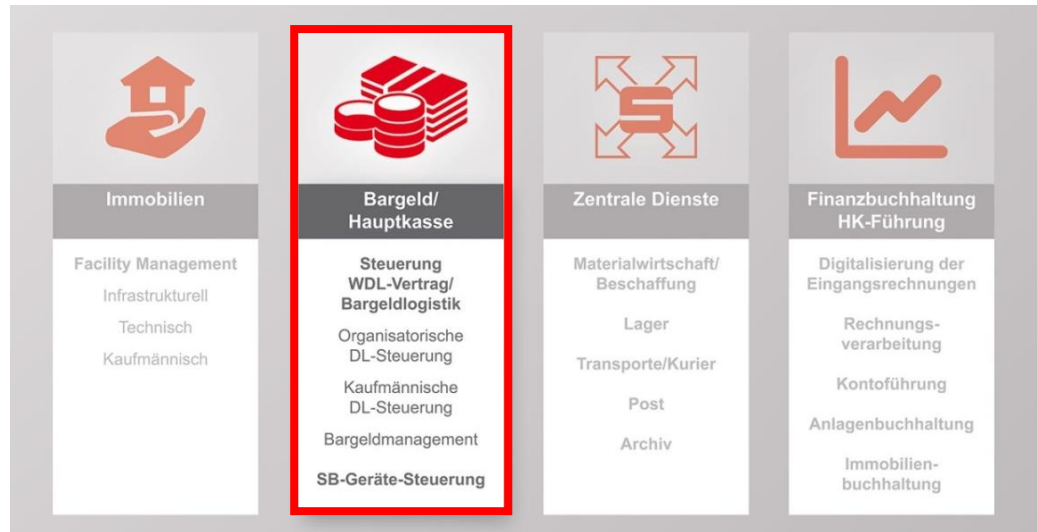 Immobilien
Facility Management
Infrastrukturell
Technisch
Kaufmännisch
Bargeld/
Hauptkasse
Steuerung
WDL-Vertrag/
Bargeldlogistik
Organisatorische
DL-Steuerung
Kaufmännische
DL-Steuerung
Bargeldmanagement
SB-Geräte-Steuerung
S
Zentrale Dienste
Materialwirtschaft/
Beschaffung
Lager
Transporte/Kurier
Post
Archiv
Finanzbuchhaltung
HK-Führung
Digitalisierung der
Eingangsrechnungen
Rechnungs-
verarbeitung
Kontoführung
Anlagenbuchhaltung
Immobilien-
buchhaltung